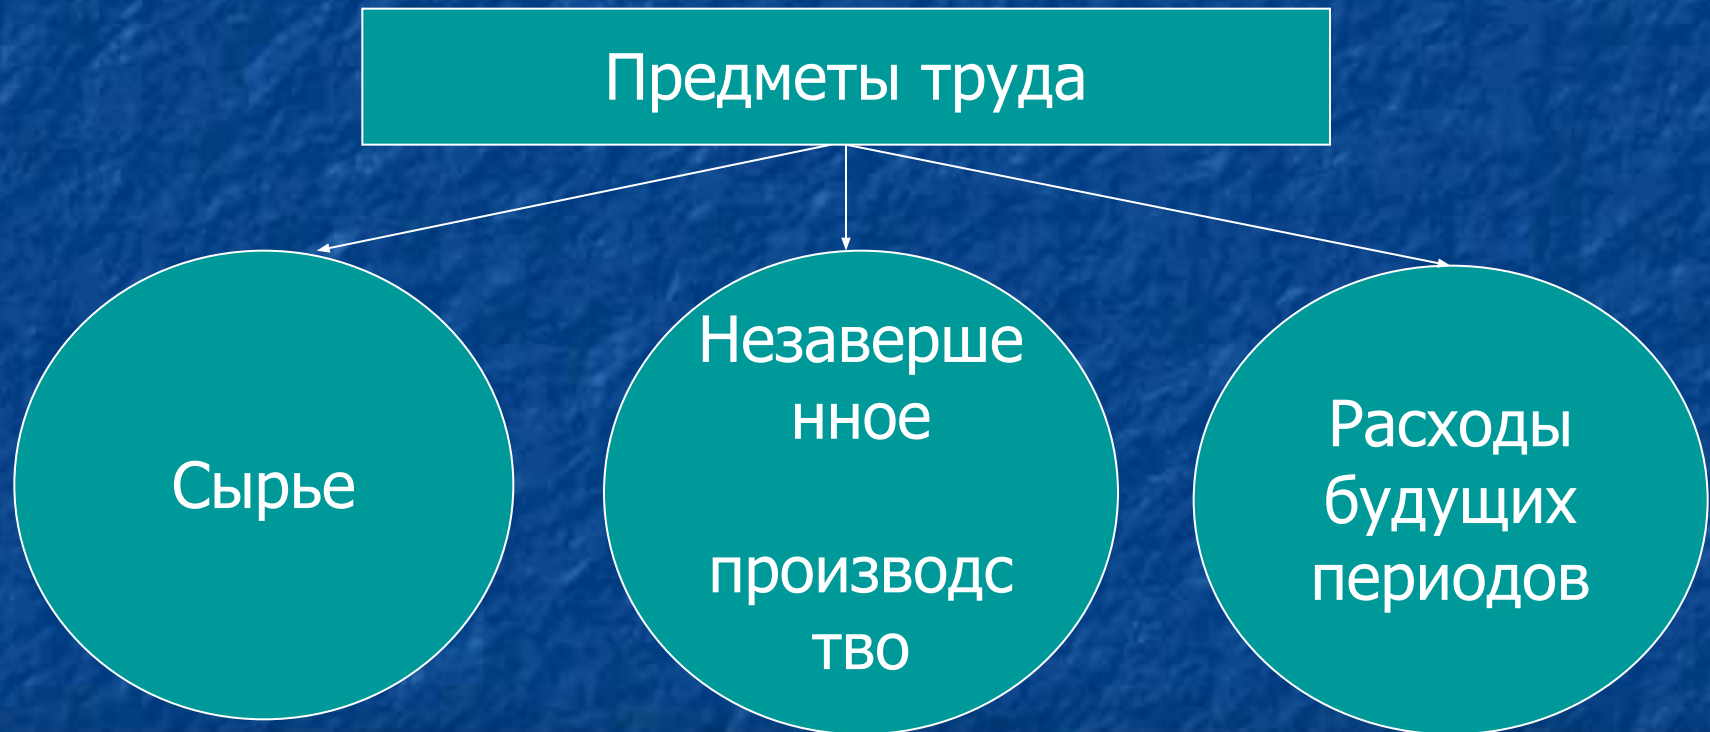 Предметы труда
Сырье
Незаверше
нное
производс
тво
Расходы
будущих
периодов